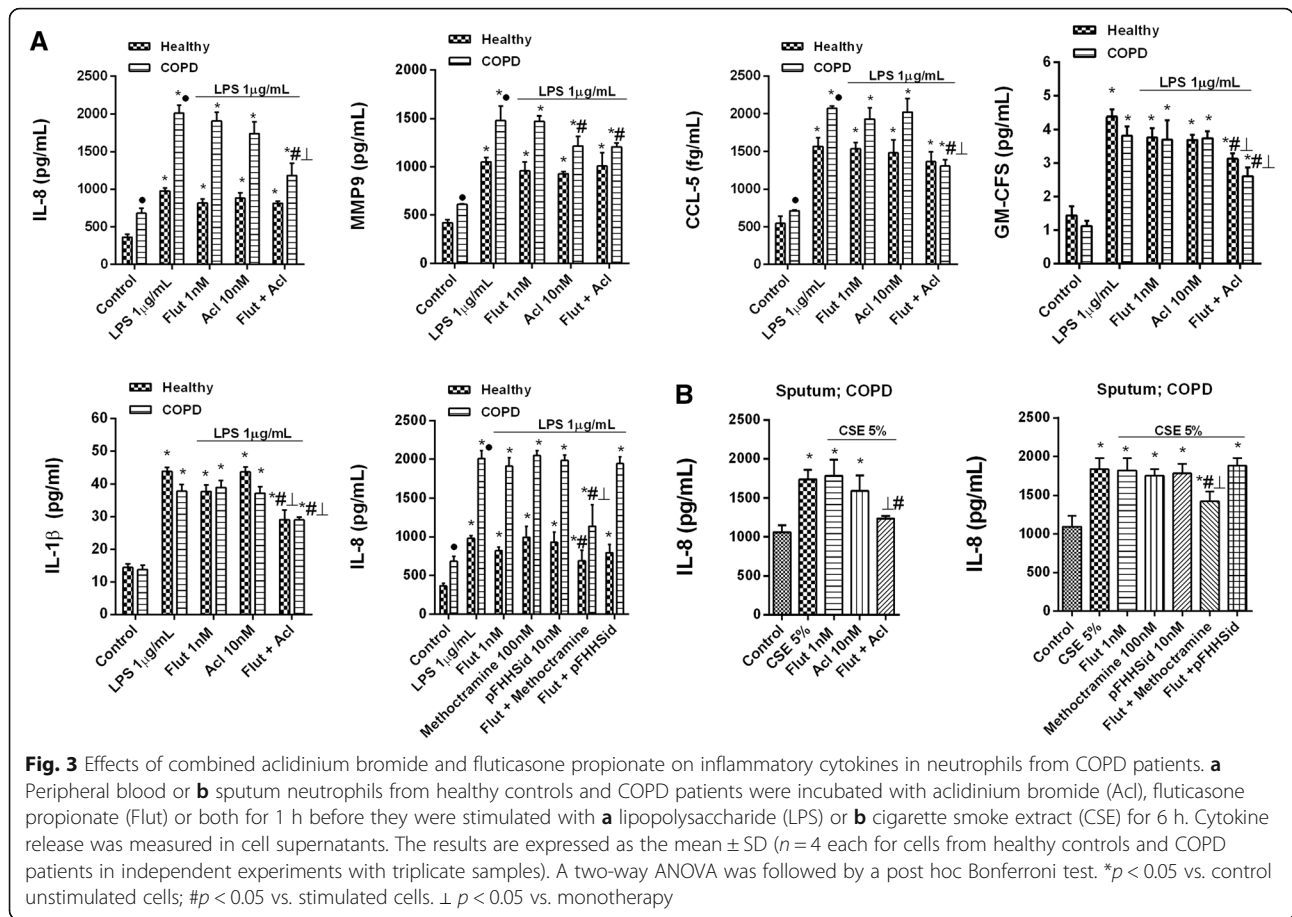 A
Healthy
COPD
LPS 1µg/mL
IL-8 (pg/mL)
2500
2000
1500
1000
500
0
* ● * * *#⊥
● * * * * *
Control
LPS 1µg/mL
Flut 1nM
Acl 10nM
Flut + Acl
Healthy
COPD
LPS 1µg/mL
MMP9 (pg/mL)
2000
1500
1000
500
0
* ● * *# *#
● * * * *
Control
LPS 1µg/mL
Flut 1nM
Acl 10nM
Flut + Acl
Healthy
COPD
LPS 1µg/mL
CCL-5 (fg/mL)
2500
2000
1500
1000
500
0
* ● * * *#⊥
● * * * *
Control
LPS 1µg/mL
Flut 1nM
Acl 10nM
Flut + Acl
Healthy
COPD
LPS 1µg/mL
GM-CFS (pg/mL)
6
5
4
3
2
1
0
* * * * * * *#⊥ *#⊥
Control
LPS 1µg/mL
Flut 1nM
Acl 10nM
Flut + Acl
Healthy
COPD
LPS 1µg/mL
IL-1β (pg/ml)
60
50
40
30
20
10
0
* * * * * * *#⊥ *#⊥
Control
LPS 1µg/mL
Flut 1nM
Acl 10nM
Flut + Acl
Healthy
COPD
LPS 1µg/mL
IL-8 (pg/mL)
2500
2000
1500
1000
500
0
* ● * * * *#⊥ *
● * * * * *# *
Control
LPS 1µg/mL
Flut 1nM
Methoctramine 100nM
pFHHSid 10nM
Flut + Methoctramine
Flut + pFHHSid
B
Sputum; COPD
CSE 5%
IL-8 (pg/mL)
2500
2000
1500
1000
500
0
* * * ⊥#
Control
CSE 5%
Flut 1nM
Acl 10nM
Flut + Acl
Sputum; COPD
CSE 5%
IL-8 (pg/mL)
2500
2000
1500
1000
500
0
* * * * *#⊥ *
Control
CSE 5%
Flut 1nM
Methoctramine 100nM
pFHHSid 10nM
Flut + Methoctramine
Flut +pFHHSid
Fig. 3 Effects of combined aclidinium bromide and fluticasone propionate on inflammatory cytokines in neutrophils from COPD patients. a
Peripheral blood or b sputum neutrophils from healthy controls and COPD patients were incubated with aclidinium bromide (Acl), fluticasone
propionate (Flut) or both for 1 h before they were stimulated with a lipopolysaccharide (LPS) or b cigarette smoke extract (CSE) for 6 h. Cytokine
release was measured in cell supernatants. The results are expressed as the mean ± SD (n = 4 each for cells from healthy controls and COPD
patients in independent experiments with triplicate samples). A two-way ANOVA was followed by a post hoc Bonferroni test. *p < 0.05 vs. control
unstimulated cells; #p < 0.05 vs. stimulated cells. ⊥ p < 0.05 vs. monotherapy